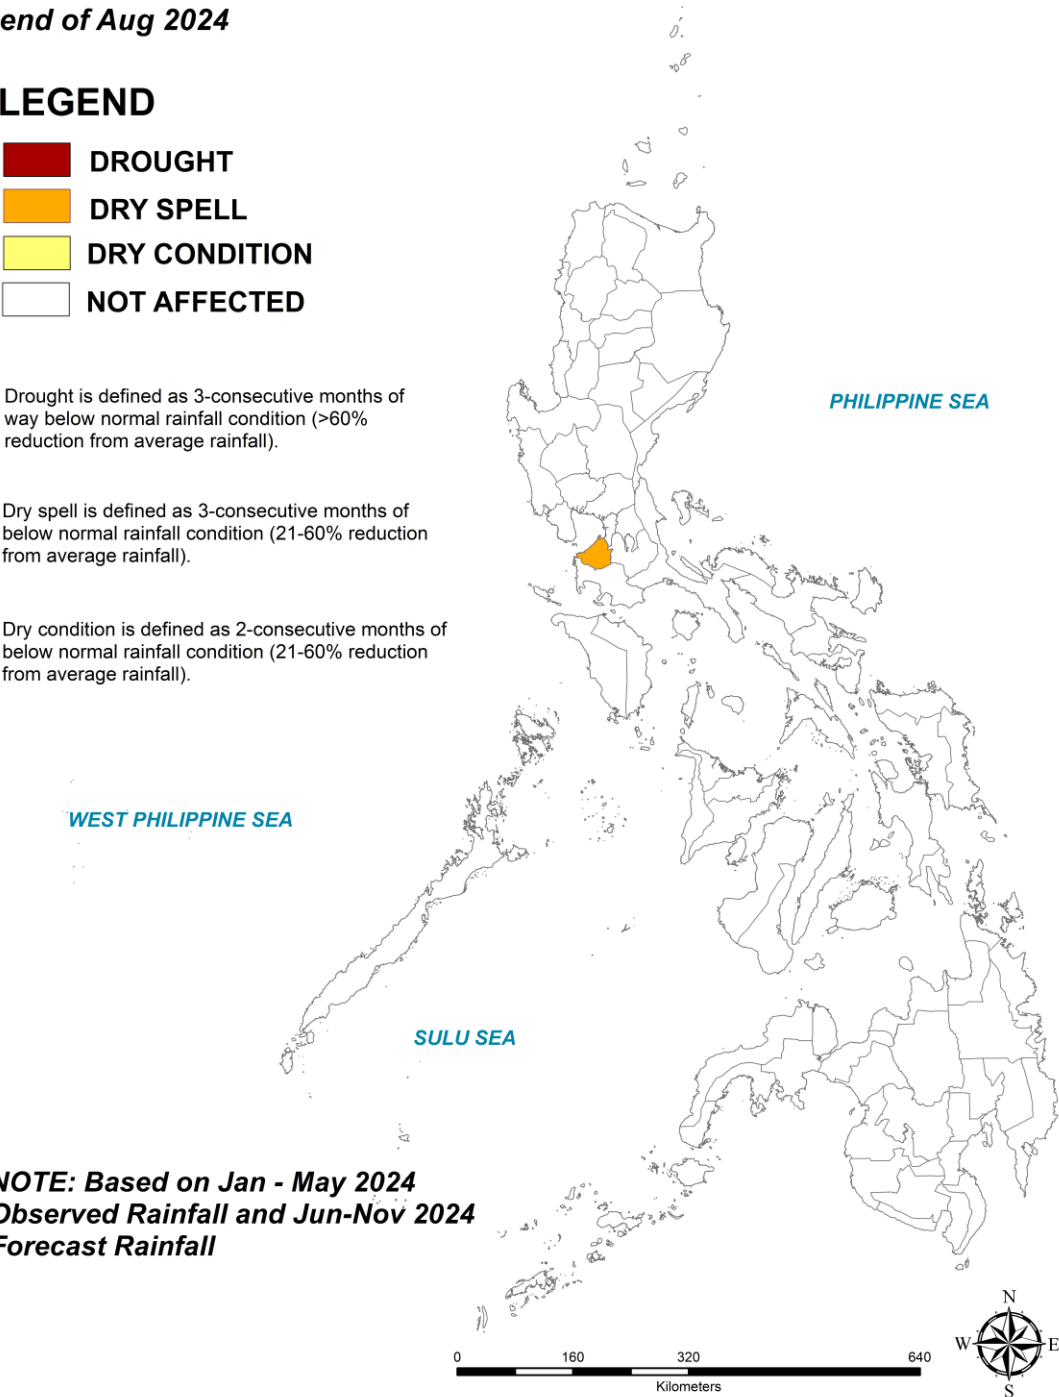 end of Aug 2024
LEGEND
DROUGHT
DRY SPELL
DRY CONDITION
NOT AFFECTED
Drought is defined as 3-consecutive months of
way below normal rainfall condition (>60%
reduction from average rainfall).
PHILIPPINE SEA
Dry spell is defined as 3-consecutive months of
below normal rainfall condition (21-60% reduction
from average rainfall).
Dry condition is defined as 2-consecutive months of
below normal rainfall condition (21-60% reduction
from average rainfall).
WEST PHILIPPINE SEA
SULU SEA
NOTE: Based on Jan - May 2024
Observed Rainfall and Jun-Nov 2024
Forecast Rainfall
N
W E
S
0 160 320 640
Kilometers